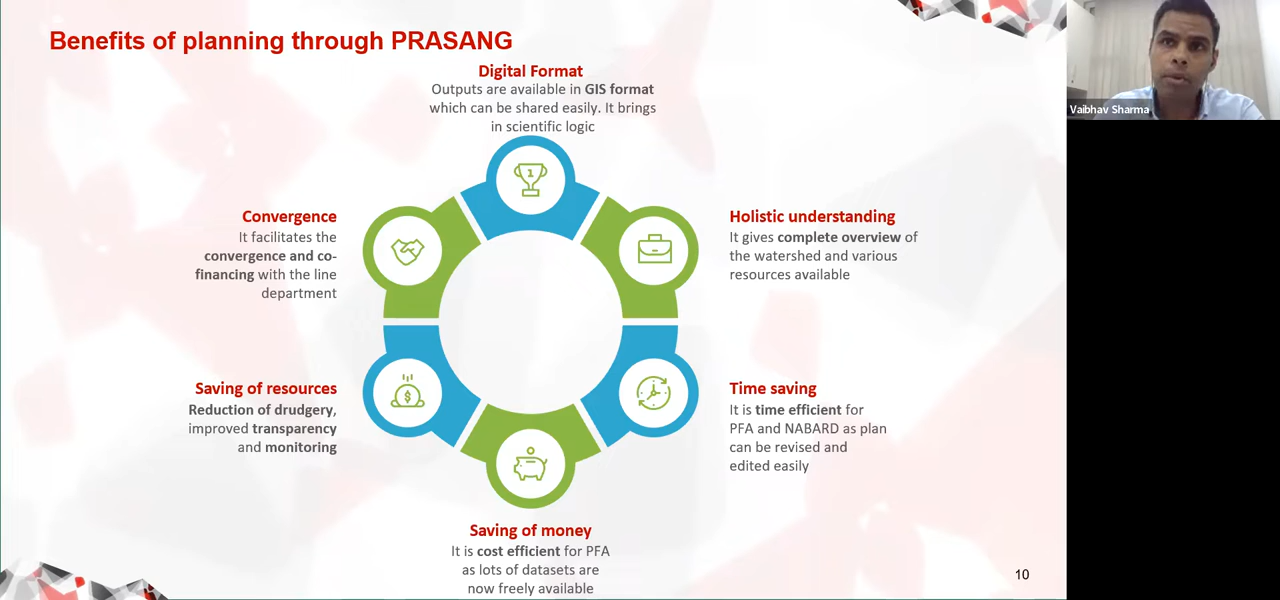 Benefits of planning through PRASANG
Digital Format
Outputs are available in GIS format
which can be shared easily. It brings
in scientific logic
1
Convergence
It facilitates the
convergence and co-
financing with the line
department
Holistic understanding
It gives complete overview of
the watershed and various
resources available
Saving of resources
Reduction of drudgery,
improved transparency
and monitoring
$
Time saving
It is time efficient for
PFA and NABARD as plan
can be revised and
edited easily
Saving of money
It is cost efficient for PFA
as lots of datasets are
now freely available
10
Vaibhav Sharma